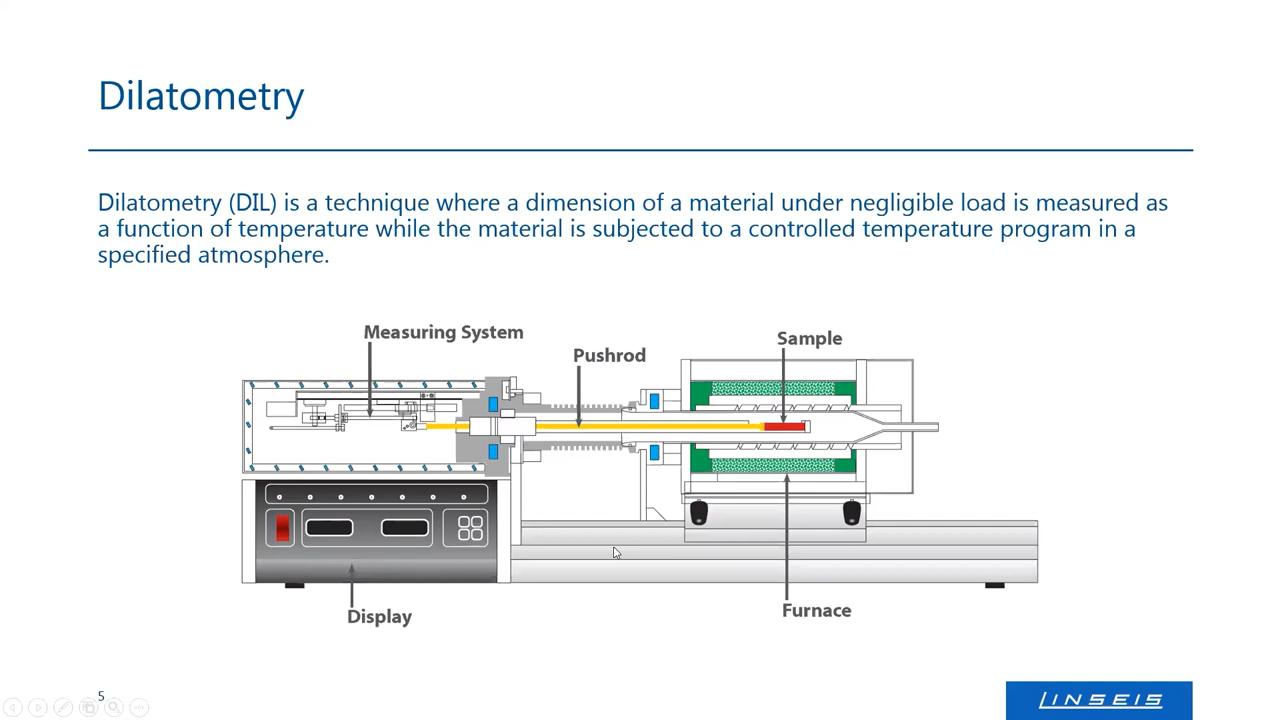 Dilatometry
Dilatometry (DIL) is a technique where a dimension of a material under negligible load is measured as
a function of temperature while the material is subjected to a controlled temperature program in a
specified atmosphere.
Measuring System
Pushrod
Sample
Display
Furnace
5
LINSEIS